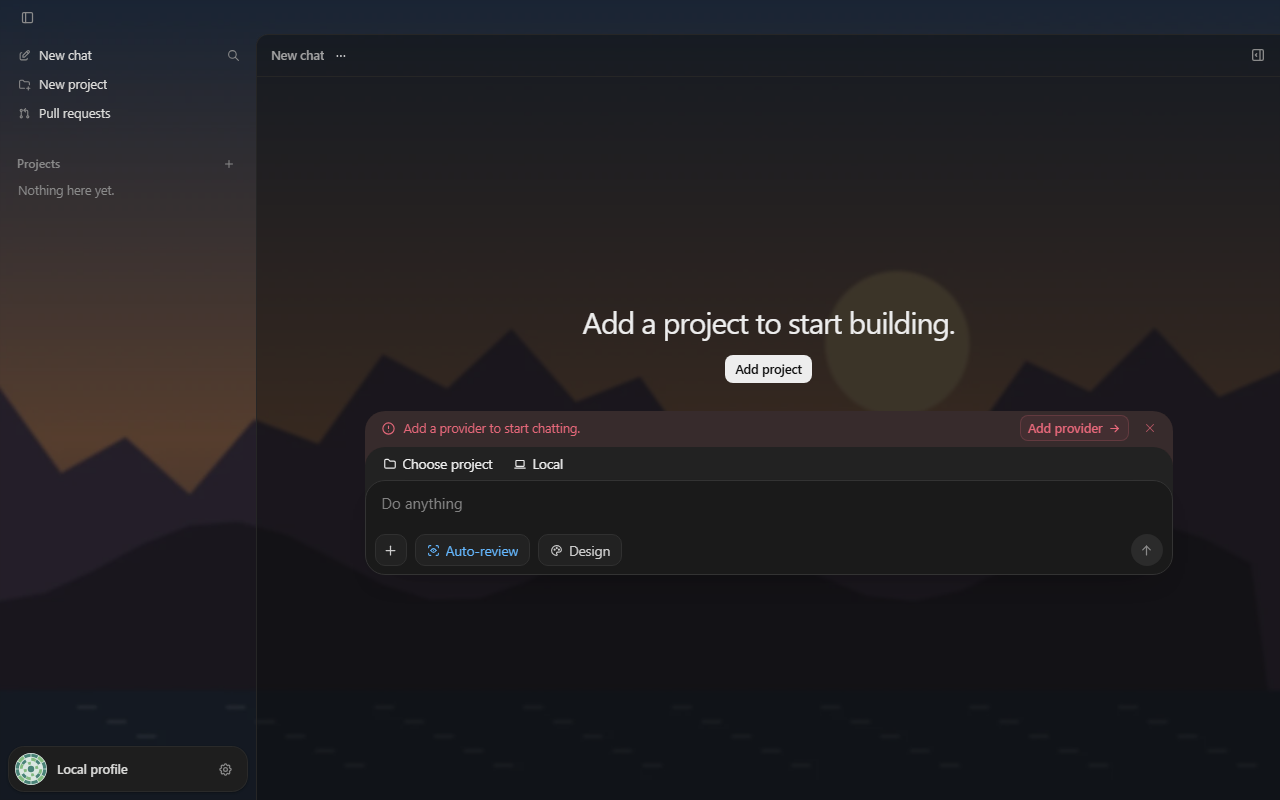 New chat
New project
Pull requests
Projects
Nothing here yet.
Local profile
New chat
Add a project to start building.
Add project
Add a provider to start chatting.
Add provider
Choose project
Local
Do anything
Auto-review
Design